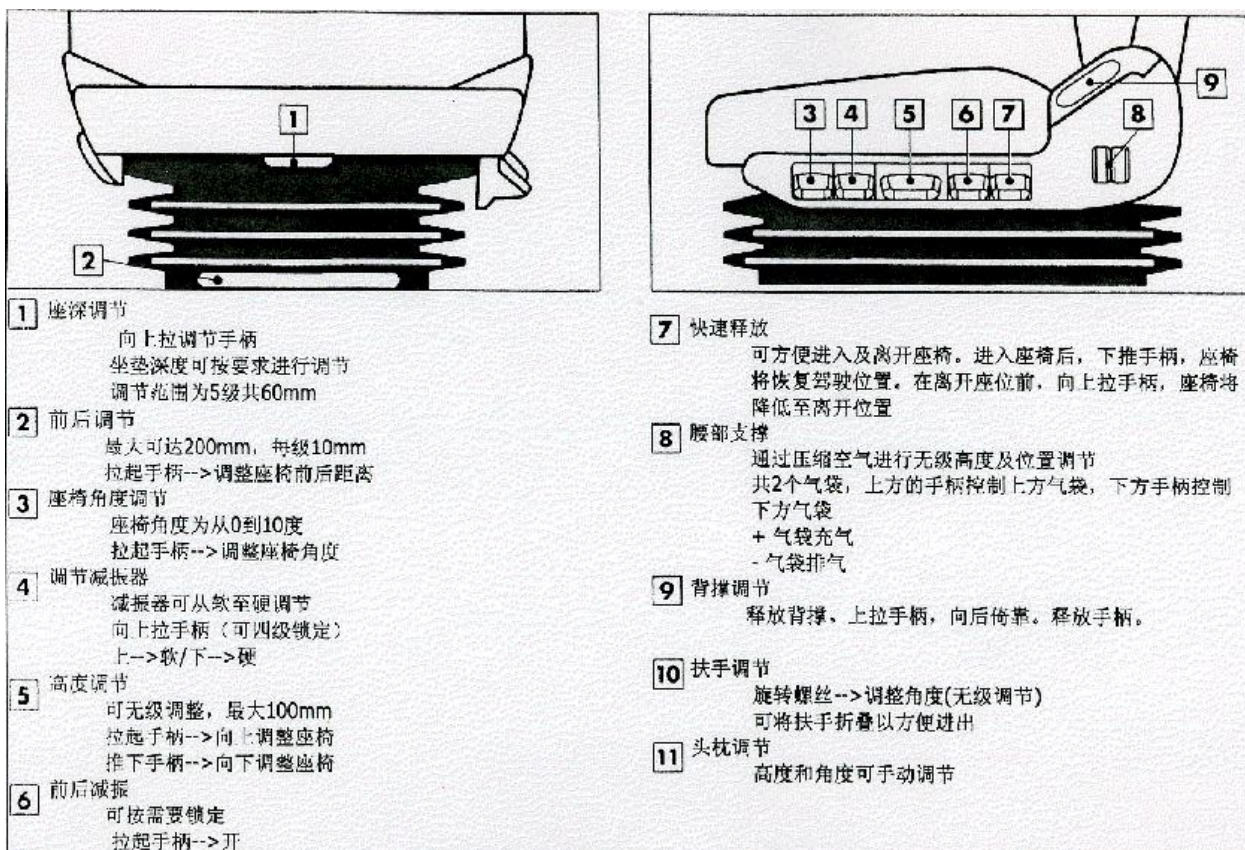 1
2
3 4 5 6 7
8
9
1 座深调节
向上拉调节手柄
坐垫深度可按要求进行调节
调节范围为5级共60mm
2 前后调节
最大可达200mm，每级10mm
拉起手柄-->调整座椅前后距离
3 座椅角度调节
座椅角度为从0到10度
拉起手柄-->调整座椅角度
4 调节减振器
减振器可从软至硬调节
向上拉手柄（可四级锁定）
上-->软/下-->硬
5 高度调节
可无级调整，最大100mm
拉起手柄-->向上调整座椅
推下手柄-->向下调整座椅
6 前后减振
可按需要锁定
拉起手柄-->开
7 快速释放
可方便进入及离开座椅。进入座椅后，下推手柄，座椅
将恢复驾驶位置。在离开座位前，向上拉手柄，座椅将
降低至离开位置
8 腰部支撑
通过压缩空气进行无级高度及位置调节
共2个气袋，上方的手柄控制上方气袋，下方手柄控制
下方气袋
+ 气袋充气
- 气袋排气
9 背撑调节
释放背撑、上拉手柄，向后倚靠。释放手柄。
10 扶手调节
旋转螺丝-->调整角度(无级调节)
可将扶手折叠以方便进出
11 头枕调节
高度和角度可手动调节